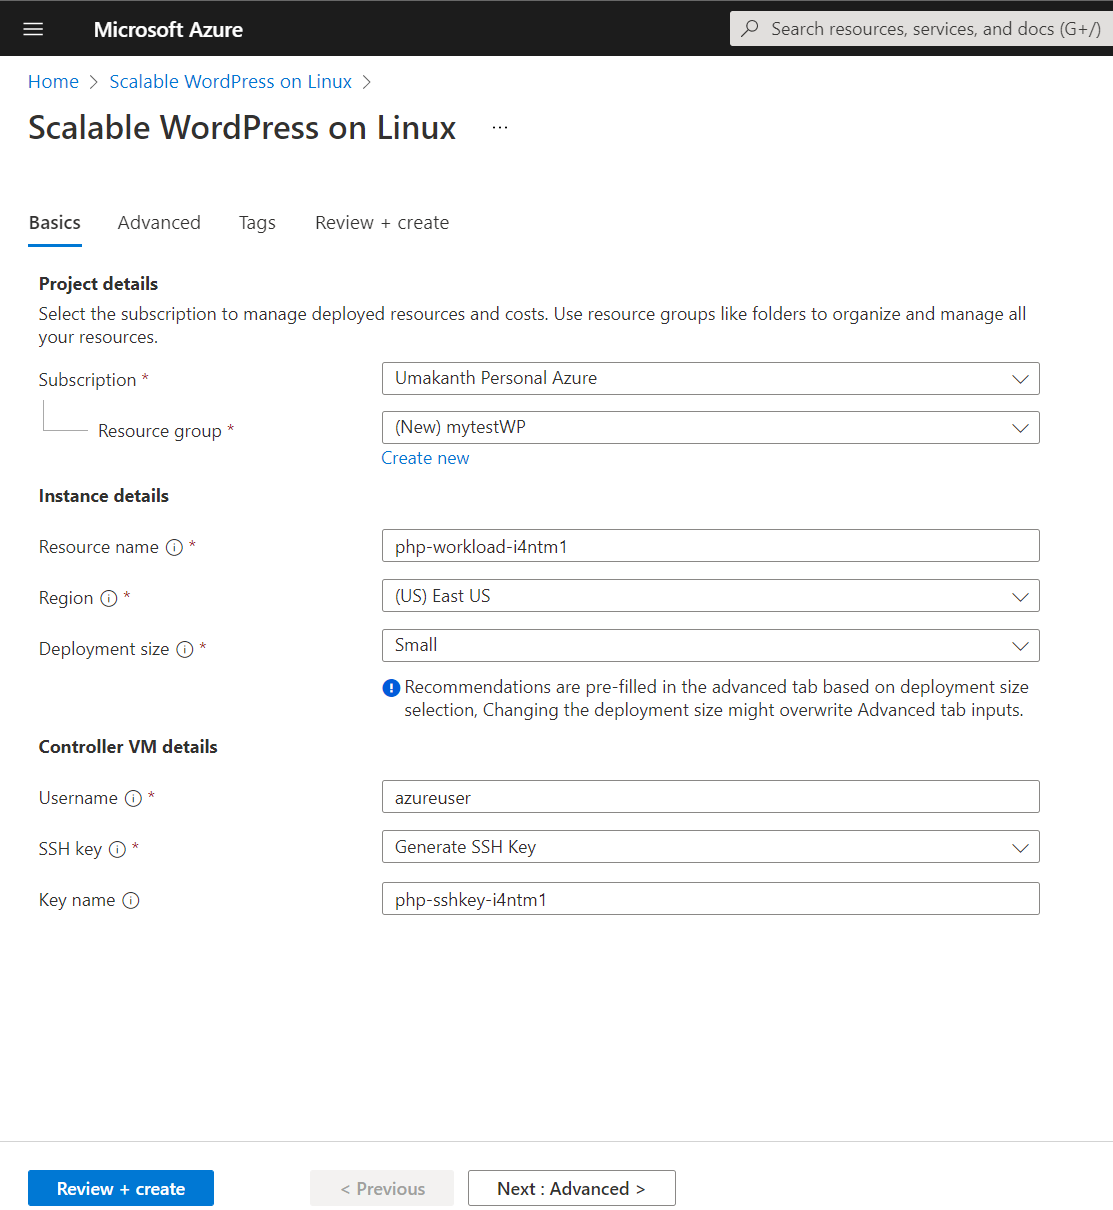 Microsoft Azure
Search resources, services, and docs (G+/)
Home > Scalable WordPress on Linux >
Scalable WordPress on Linux ...
Basics Advanced Tags Review + create
Project details
Select the subscription to manage deployed resources and costs. Use resource groups like folders to organize and manage all
your resources.
Subscription *
Umakanth Personal Azure
Resource group *
(New) mytestWP
Create new
Instance details
Resource name *
php-workload-i4ntm1
Region *
(US) East US
Deployment size *
Small
Recommendations are pre-filled in the advanced tab based on deployment size
selection, Changing the deployment size might overwrite Advanced tab inputs.
Controller VM details
Username *
azureuser
SSH key *
Generate SSH Key
Key name
php-sshkey-i4ntm1
Review + create
< Previous
Next : Advanced >